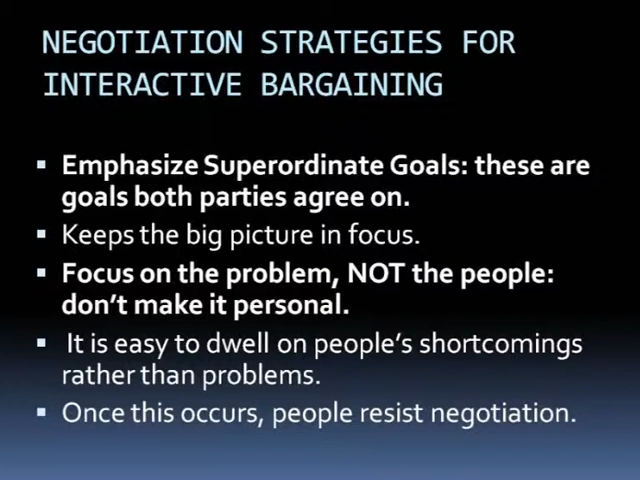 NEGOTIATION STRATEGIES FOR
INTERACTIVE BARGAINING
Emphasize Superordinate Goals: these are
goals both parties agree on.
Keeps the big picture in focus.
Focus on the problem, NOT the people:
don't make it personal.
It is easy to dwell on people's shortcomings
rather than problems.
Once this occurs, people resist negotiation.